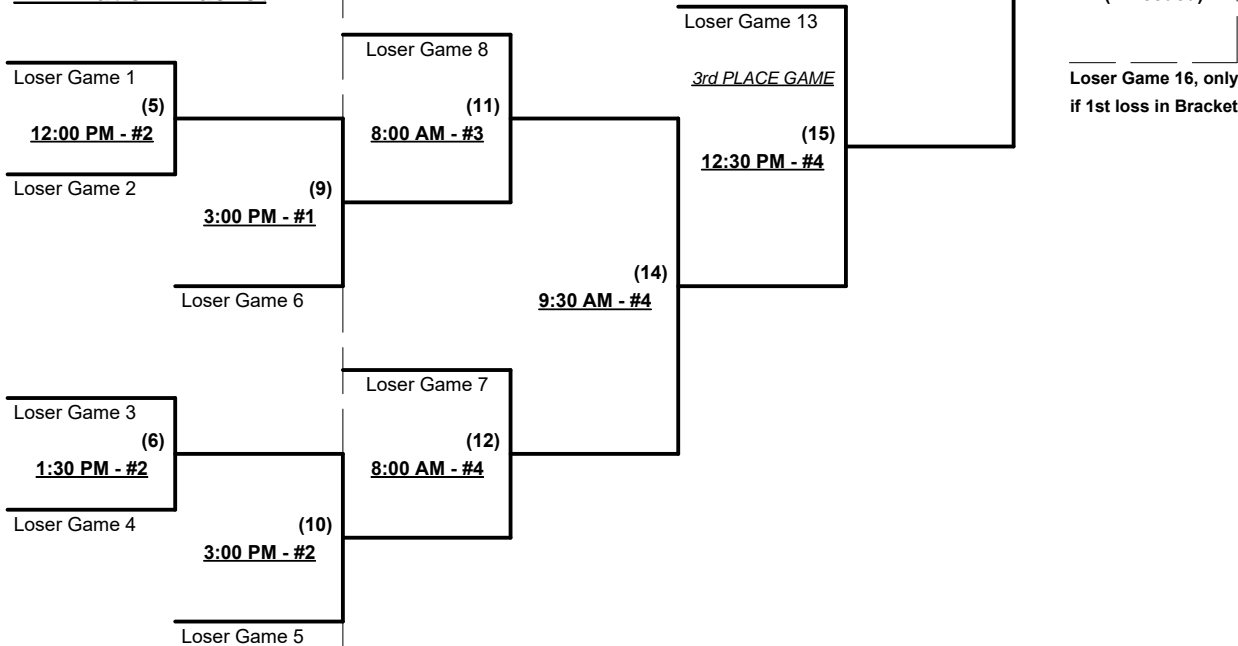 Loser Game 13
Loser Game 8
Loser Game 1
3rd PLACE GAME
Loser Game 16, only
(5)
(11)
if 1st loss in Bracket
12:00 PM - #2
8:00 AM - #3
(15)
12:30 PM - #4
Loser Game 2
(9)
3:00 PM - #1
(14)
Loser Game 6
9:30 AM - #4
Loser Game 7
Loser Game 3
(6)
(12)
1:30 PM - #2
8:00 AM - #4
Loser Game 4
(10)
3:00 PM - #2
Loser Game 5